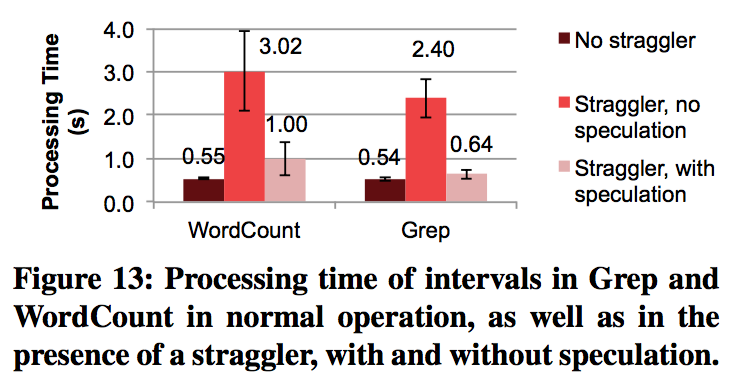 4.0
3.0
2.0
1.0
0.0
Processing Time
(s)
0.55
3.02
1.00
0.54
2.40
0.64
WordCount
Grep
No straggler
Straggler, no
speculation
Straggler, with
speculation
Figure 13: Processing time of intervals in Grep and
WordCount in normal operation, as well as in the
presence of a straggler, with and without speculation.